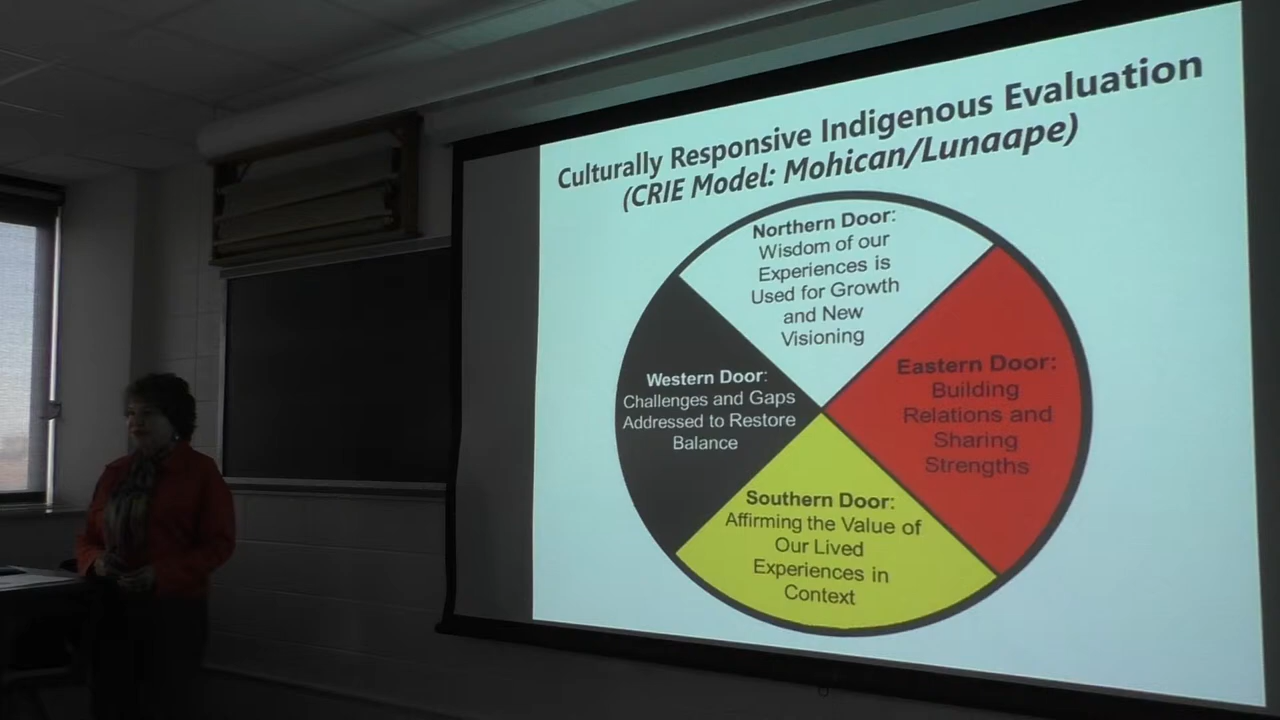 Culturally Responsive Indigenous Evaluation
(CRIE Model: Mohican/Lunaape)
Northern Door:
Wisdom of our
Experiences is
Used for Growth
and New
Visioning
Western Door:
Challenges and Gaps
Addressed to Restore
Balance
Eastern Door:
Building
Relations and
Sharing
Strengths
Southern Door:
Affirming the Value of
Our Lived
Experiences in
Context